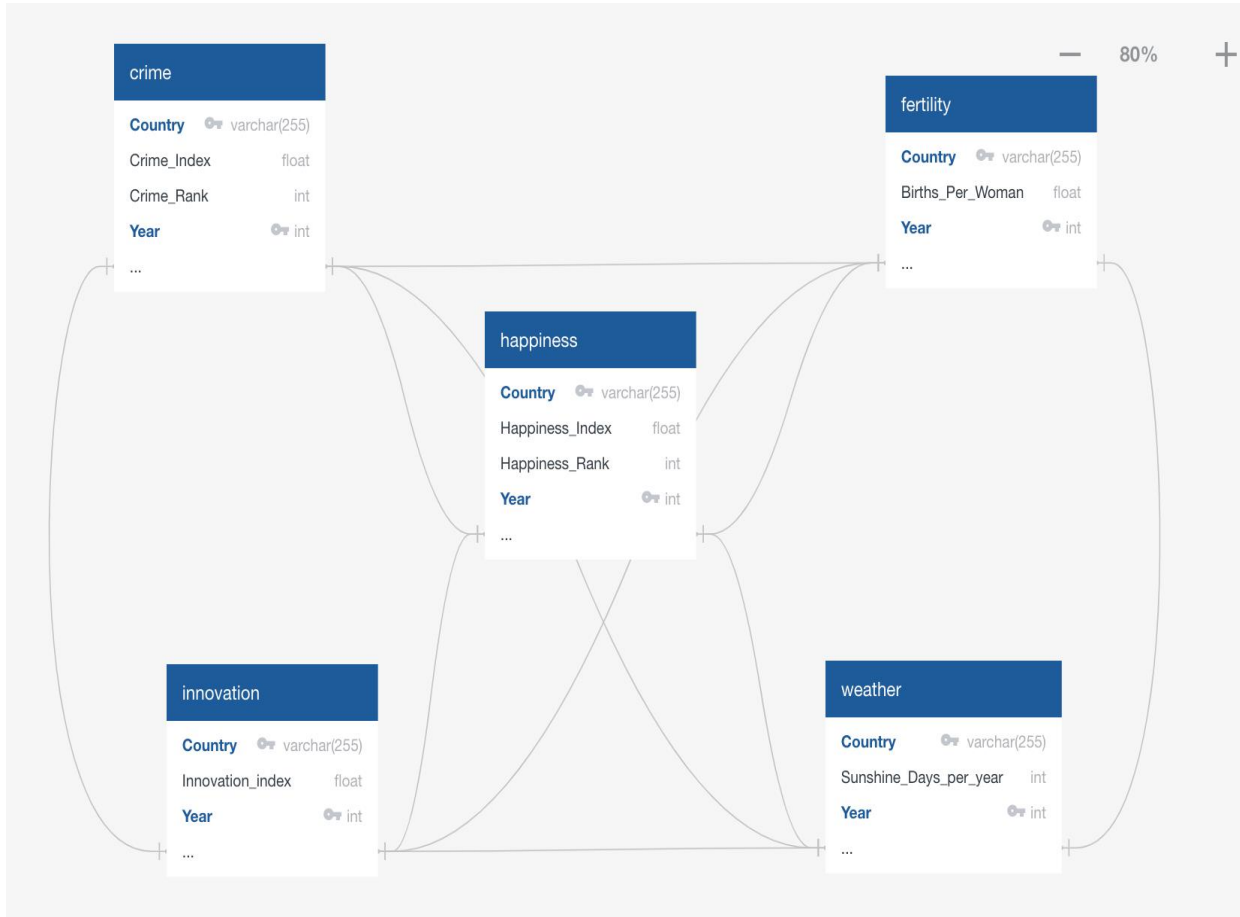 crime
Country varchar(255)
Crime_Index float
Crime_Rank int
Year int
...
80%
fertility
Country varchar(255)
Births_Per_Woman float
Year int
...
happiness
Country varchar(255)
Happiness_Index float
Happiness_Rank int
Year int
...
innovation
Country varchar(255)
Innovation_index float
Year int
...
weather
Country varchar(255)
Sunshine_Days_per_year int
Year int
...